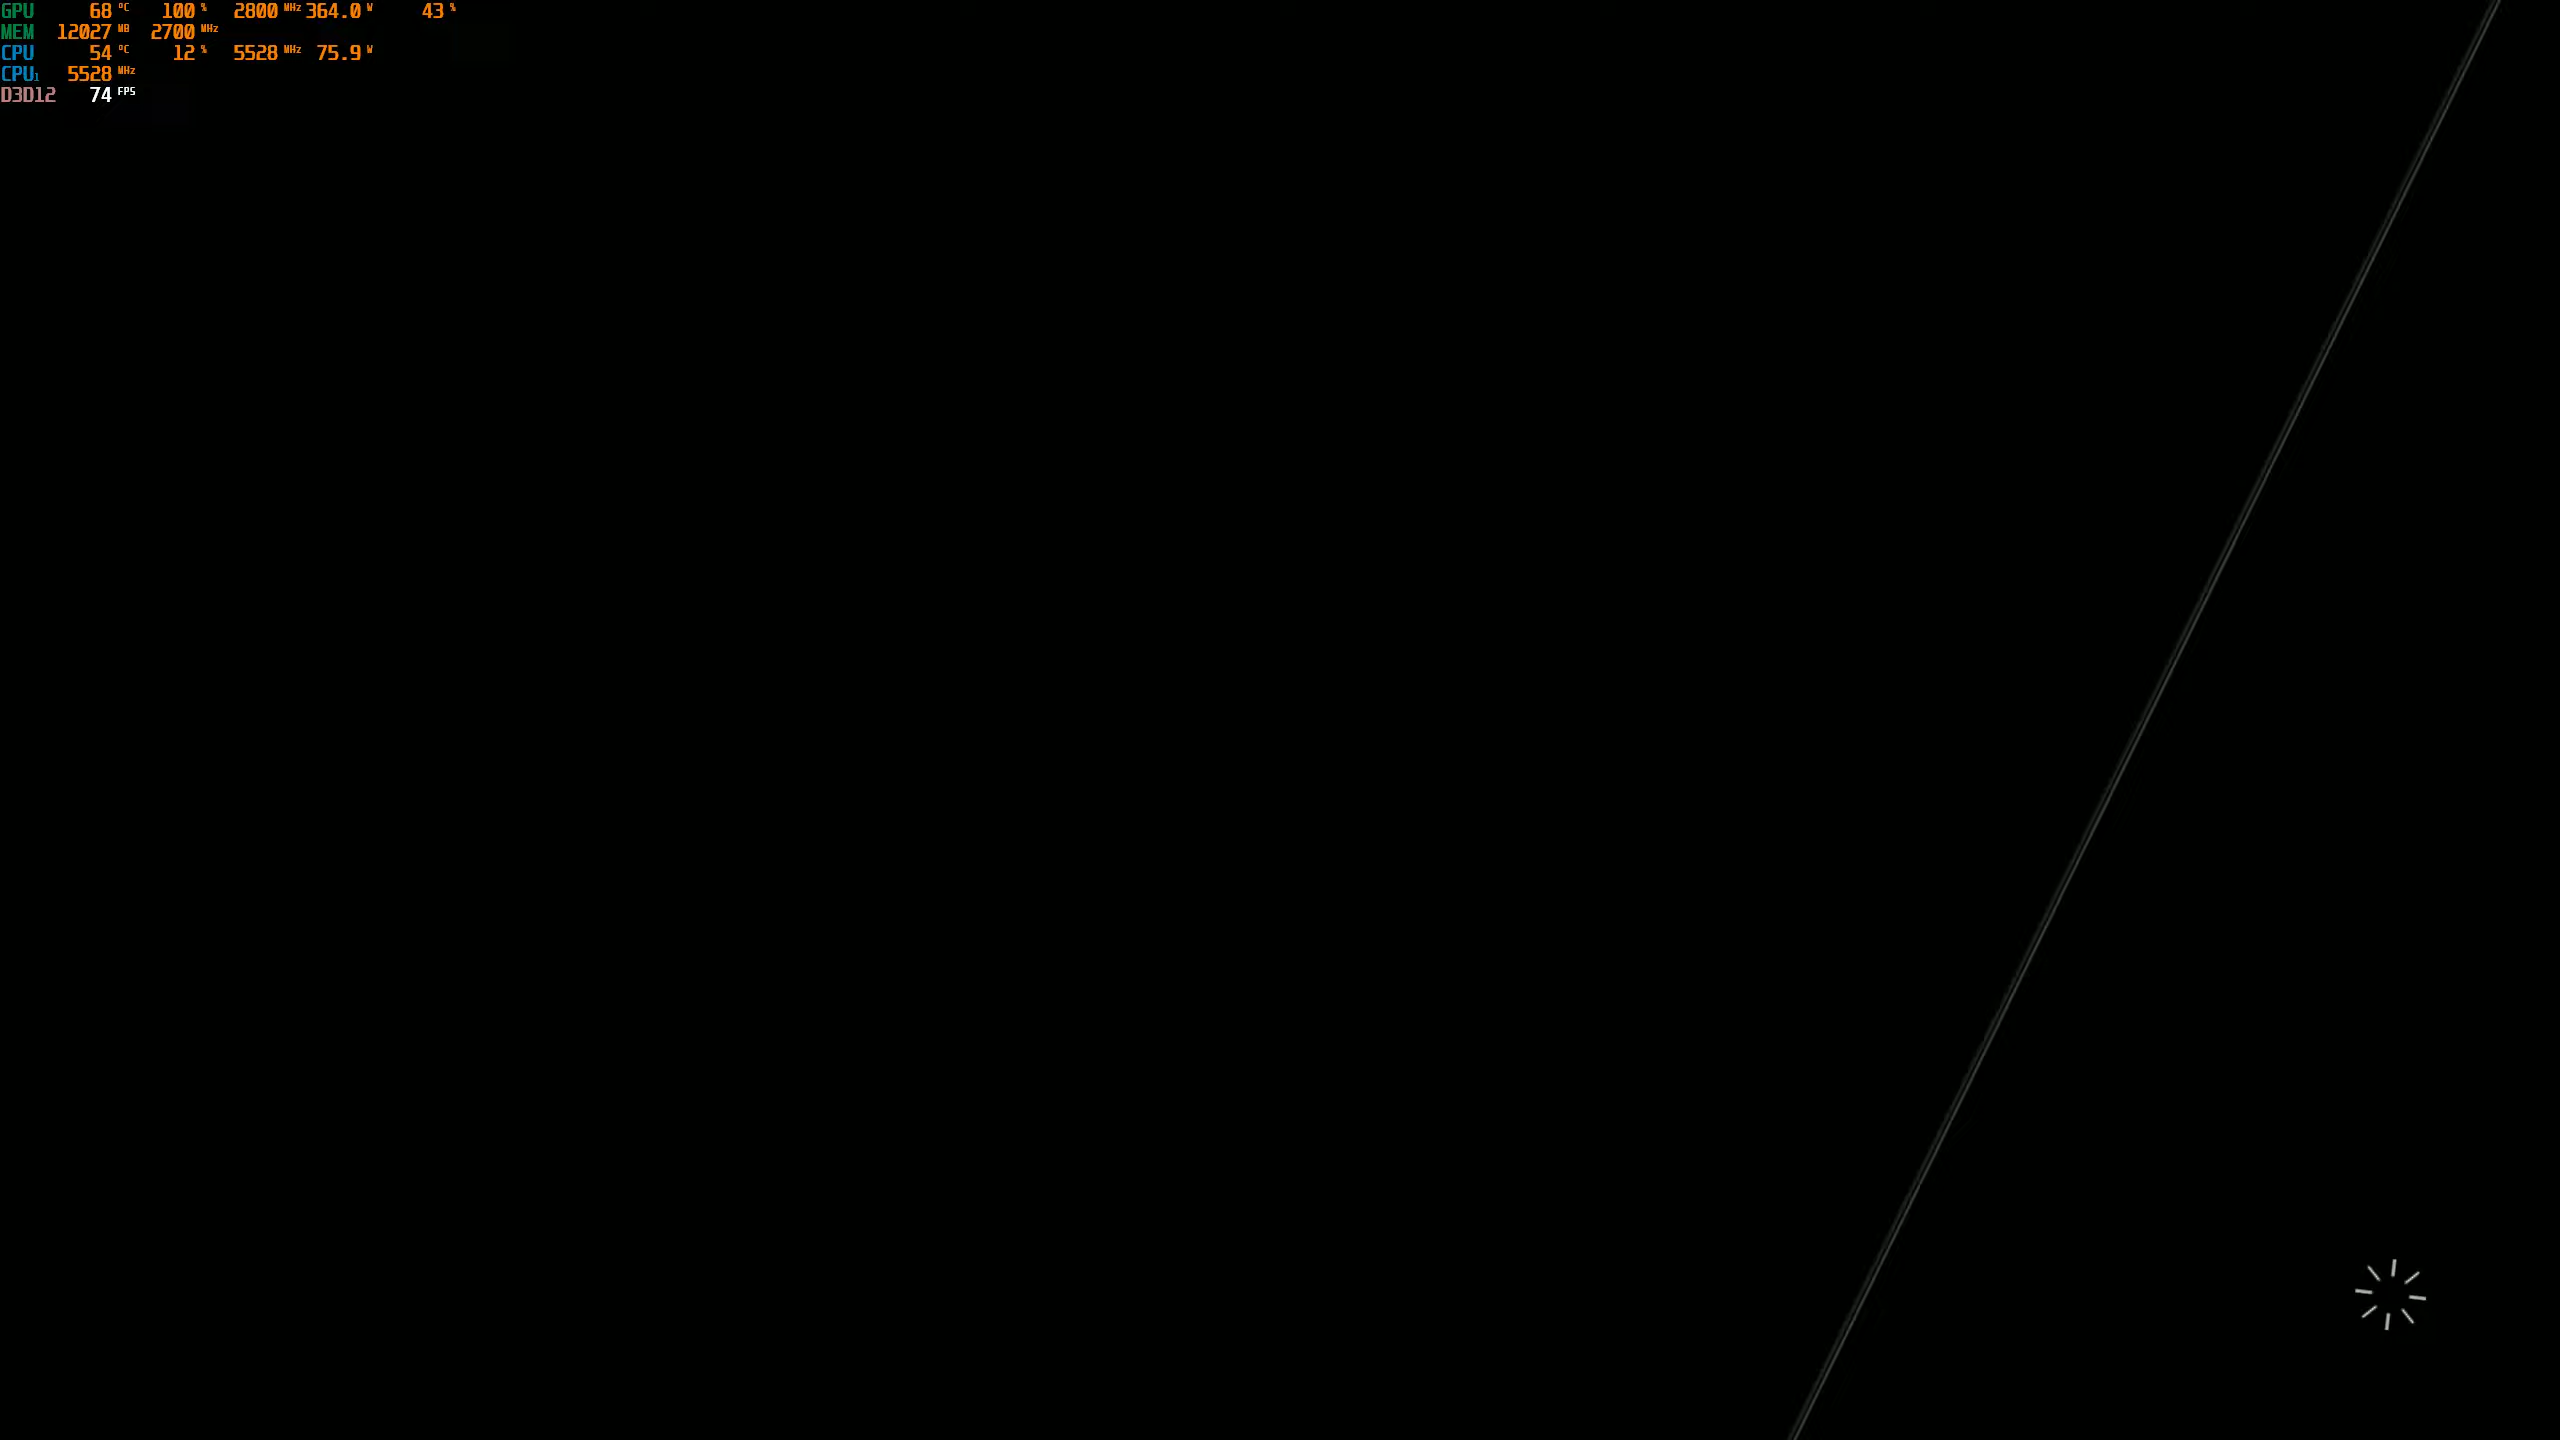 GPU 68 °C 100 % 2800 MHz 364.0 W 43 %
MEM 12027 MB 2700 MHz
CPU 54 °C 12 % 5528 MHz 75.9 W
CPU1 5528 MHz
D3D12 74 FPS